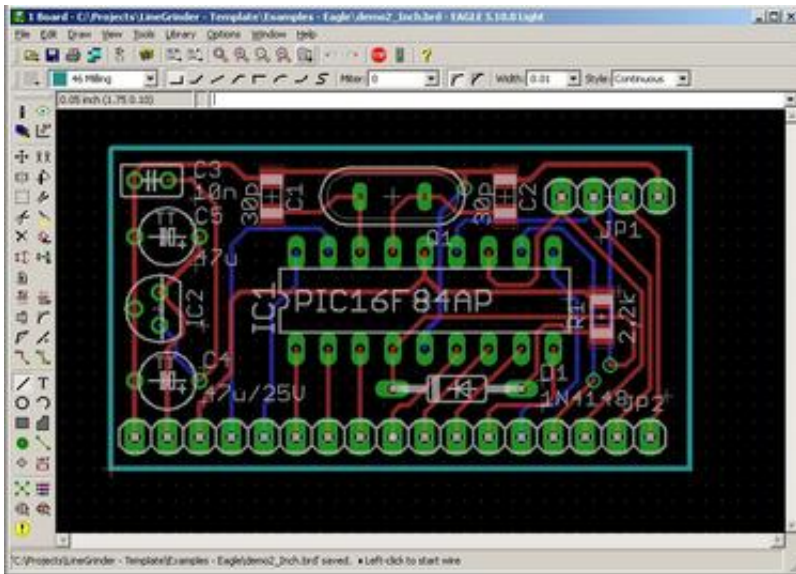 1 Board - C:\Projects\LineGrinder - Template\Examples - Eagle\demo2_Inch.brd - EAGLE 5.10.0 Light
File Edit Draw View Tools Library Options Window Help
46 Milling Miter: 0 Width: 0.01 Style: Continuous
0.05 inch (1.75 0.10)
C3
10n
30p
C1
30p
C2
C5
47u
Q1
JP1
IC2
IC1
PIC16F84AP
R1
2,2k
C4
47u/25V
D1
1N4148
JP2
'C:/Projects/LineGrinder - Template/Examples - Eagle/demo2_Inch.brd' saved. Left-click to start wire